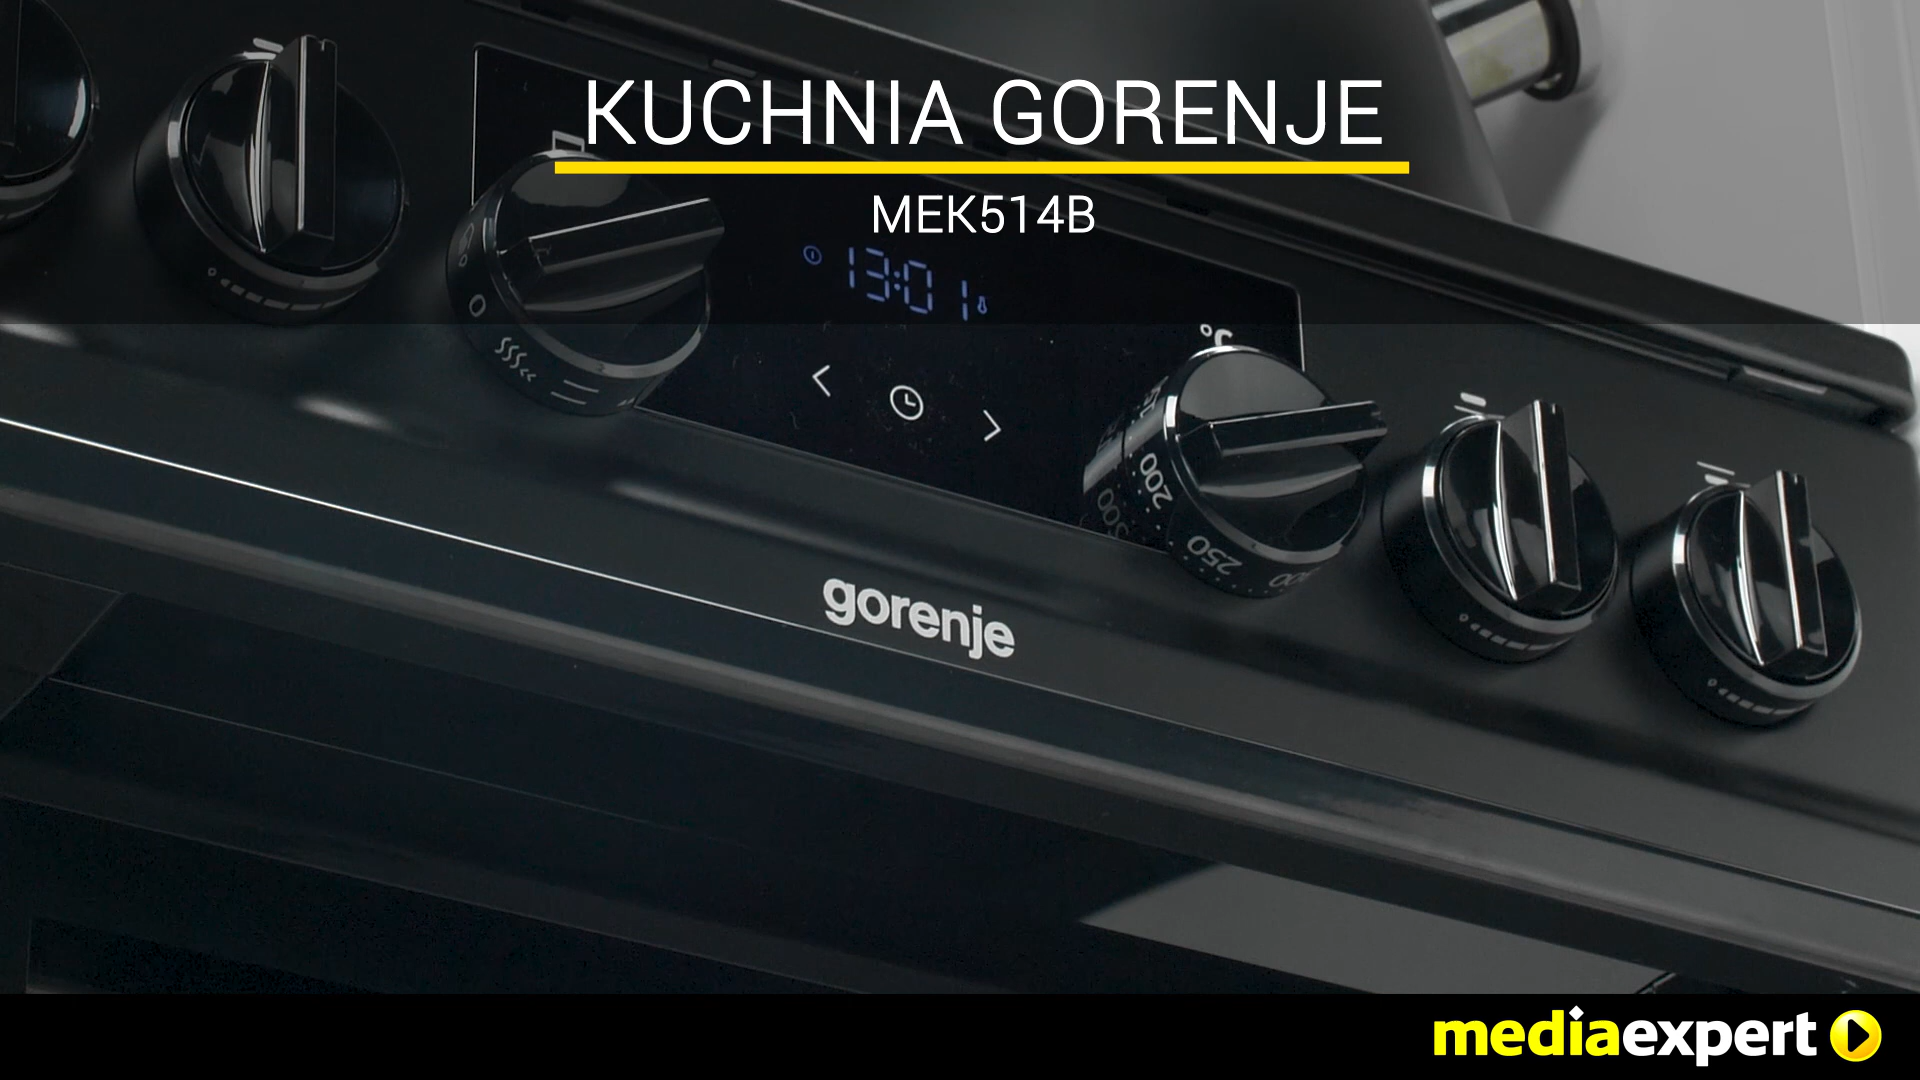 KUCHNIA GORENJE
MEK514B
13:01
°C
200
250
gorenje
mediaexpert